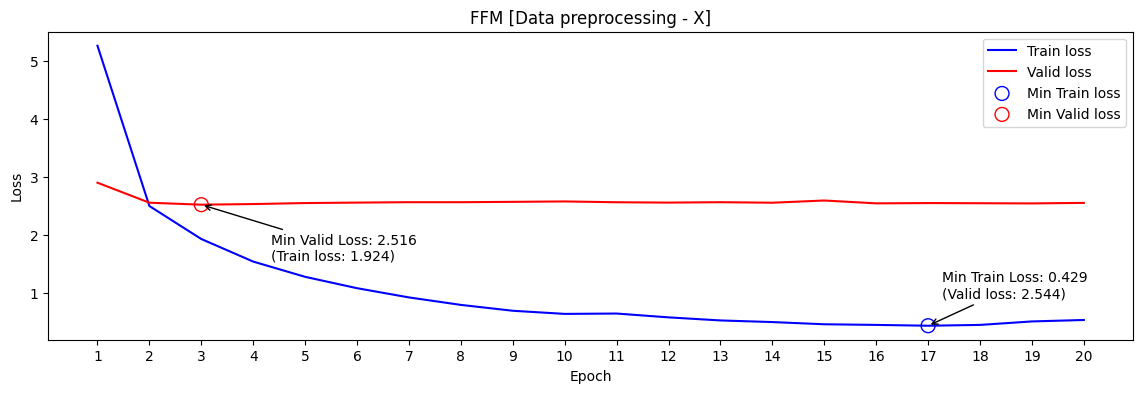 FFM [Data preprocessing - X]
Train loss
Valid loss
Min Train loss
Min Valid loss
5
4
3
2
1
Loss
Min Valid Loss: 2.516
(Train loss: 1.924)
Min Train Loss: 0.429
(Valid loss: 2.544)
1 2 3 4 5 6 7 8 9 10 11 12 13 14 15 16 17 18 19 20
Epoch